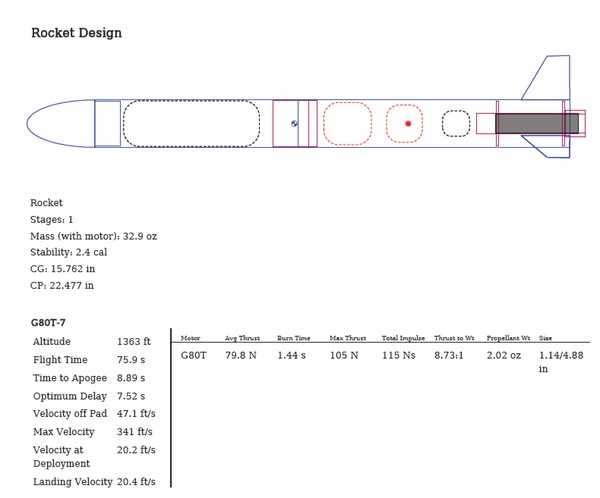 Rocket Design
Rocket
Stages: 1
Mass (with motor): 32.9 oz
Stability: 2.4 cal
CG: 15.762 in
CP: 22.477 in
G80T-7
Altitude 1363 ft
Flight Time 75.9 s
Time to Apogee 8.89 s
Optimum Delay 7.52 s
Velocity off Pad 47.1 ft/s
Max Velocity 341 ft/s
Velocity at Deployment 20.2 ft/s
Landing Velocity 20.4 ft/s
Motor Avg Thrust Burn Time Max Thrust Total Impulse Thrust to Wt Propellant Wt Size
G80T 79.8 N 1.44 s 105 N 115 Ns 8.73:1 2.02 oz 1.14/4.88 in